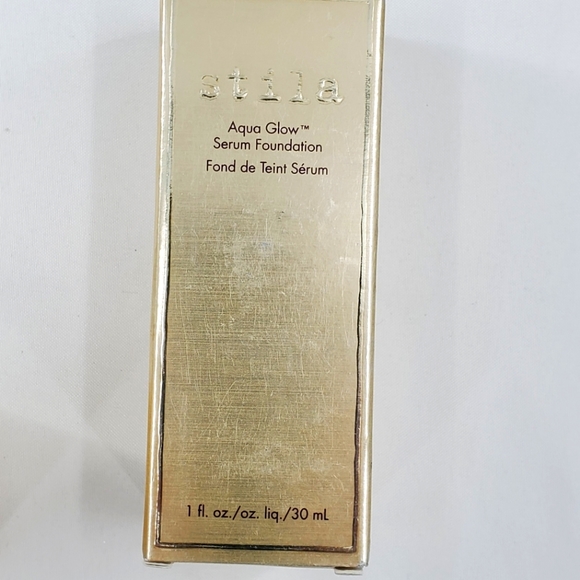 stila
Aqua Glow™
Serum Foundation
Fond de Teint Sérum
1 fl. oz./oz. liq./30 mL